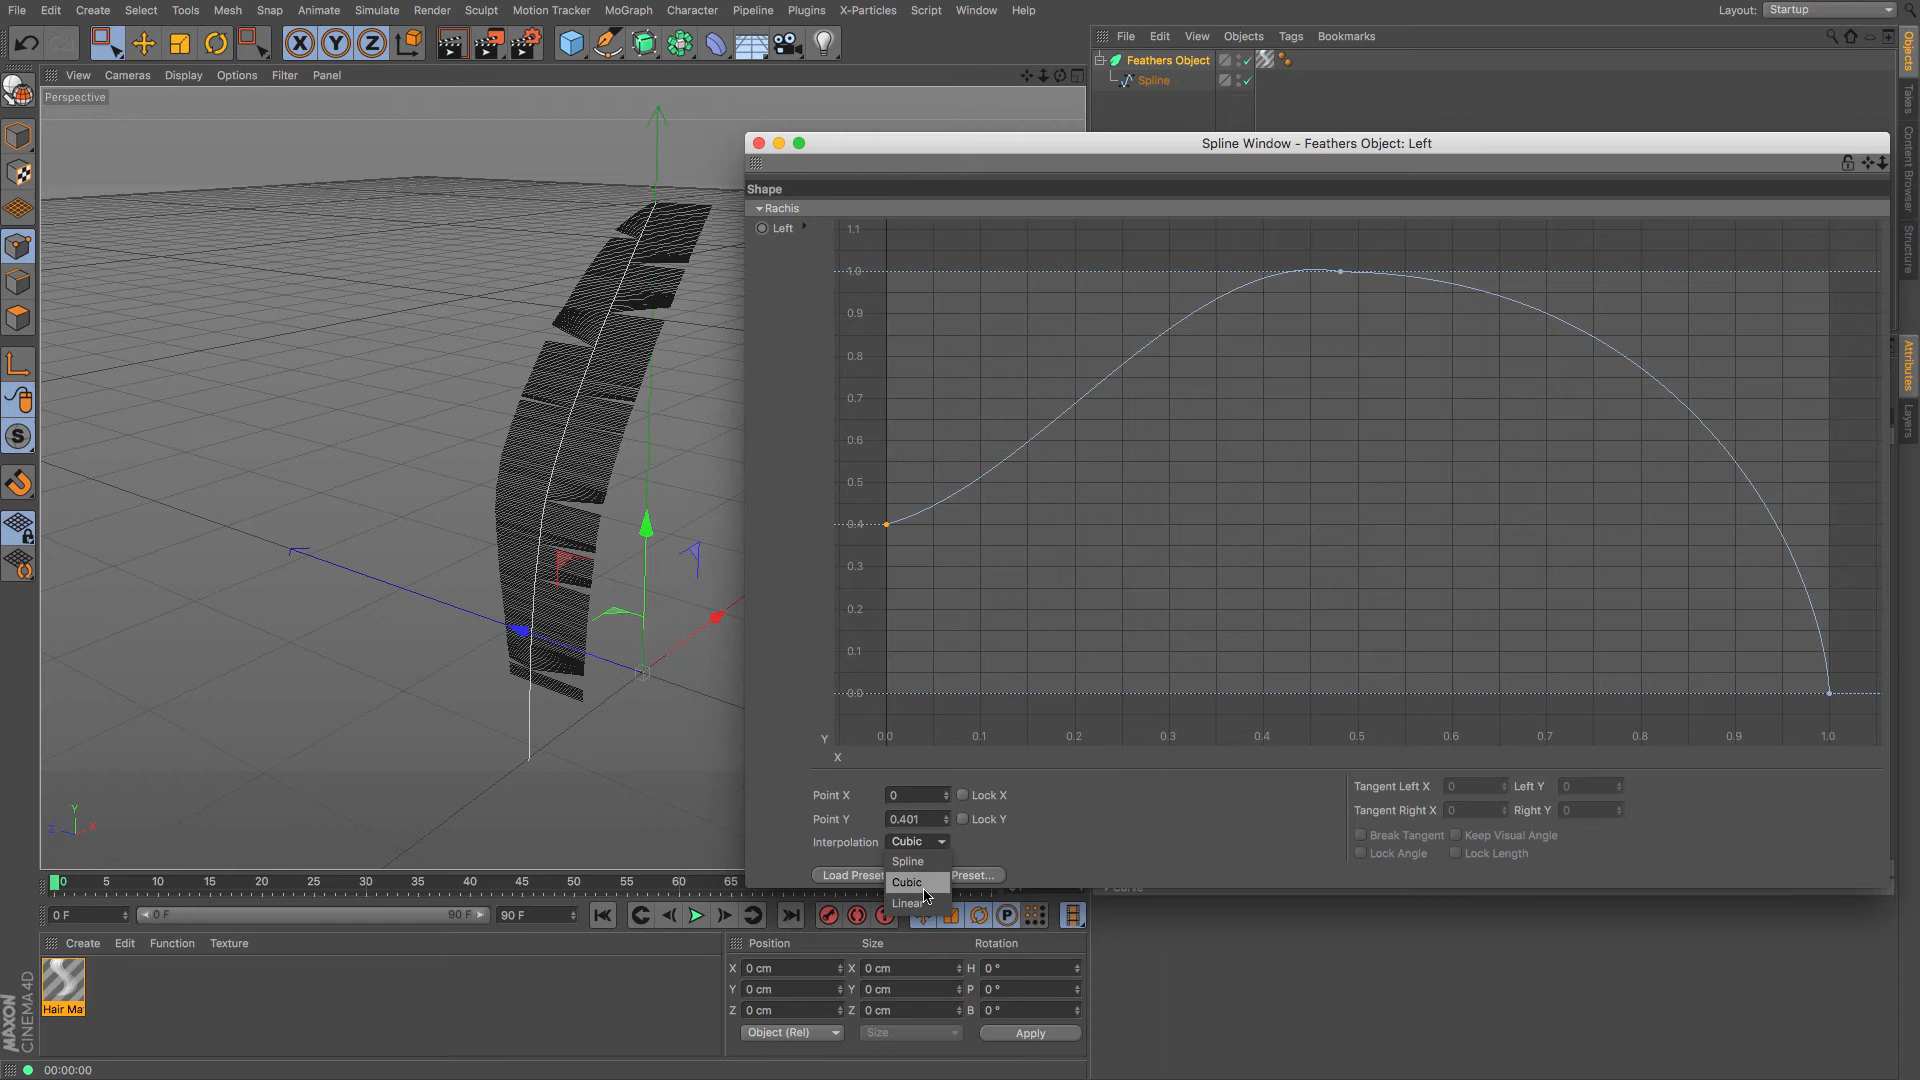 File Edit Create Select Tools Mesh Snap Animate Simulate Render Sculpt Motion Tracker MoGraph Character Pipeline Plugins X-Particles Script Window Help
Layout: Startup
File Edit View Objects Tags Bookmarks
Feathers Object
Spline
View Cameras Display Options Filter Panel
Perspective
Spline Window - Feathers Object: Left
Shape
Rachis
Left
1.1
1.0
0.9
0.8
0.7
0.6
0.5
0.4
0.3
0.2
0.1
0.0
Y
0.0 0.1 0.2 0.3 0.4 0.5 0.6 0.7 0.8 0.9 1.0
X
Point X 0 Lock X
Point Y 0.401 Lock Y
Interpolation Cubic
Spline
Cubic
Linear
Load Preset
Preset...
Tangent Left X 0 Left Y 0
Tangent Right X 0 Right Y 0
Break Tangent Keep Visual Angle
Lock Angle Lock Length
Curve
Objects
Takes
Content Browser
Structure
Attributes
Layers
Y
Z X
0 5 10 15 20 25 30 35 40 45 50 55 60 65
0 F 0 F 90 F 90 F
Create Edit Function Texture
Hair Ma
Position Size Rotation
X 0 cm X 0 cm H 0 °
Y 0 cm Y 0 cm P 0 °
Z 0 cm Z 0 cm B 0 °
Object (Rel) Size Apply
MAXON
CINEMA 4D
00:00:00